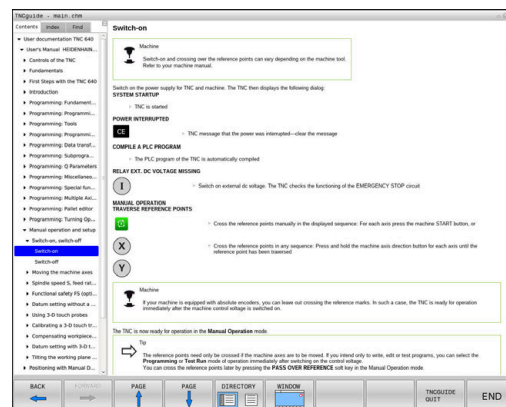 TNCguide - main.chm
Contents Index Find
User documentation TNC 640
User's Manual HEIDENHAIN...
Controls of the TNC
Fundamentals
First Steps with the TNC 640
Introduction
Programming: Fundament...
Programming: Programmi...
Programming: Tools
Programming: Programmi...
Programming: Data transf...
Programming: Subprogra...
Programming: Q Parameters
Programming: Miscellaneo...
Programming: Special fun...
Programming: Multiple Axi...
Programming: Pallet editor
Programming: Turning Op...
Manual operation and setup
Switch-on, switch-off
Switch-on
Switch-off
Moving the machine axes
Spindle speed S, feed rat...
Functional safety FS (opti...
Datum setting without a ...
Using 3-D touch probes
Calibrating a 3-D touch tr...
Compensating workpiece...
Datum setting with 3-D t...
Tilting the working plane ...
Positioning with Manual D...
Switch-on
Machine
Switch-on and crossing over the reference points can vary depending on the machine tool.
Refer to your machine manual.
Switch on the power supply for TNC and machine. The TNC then displays the following dialog:
SYSTEM STARTUP
TNC is started
POWER INTERRUPTED
CE
TNC message that the power was interrupted—clear the message
COMPILE A PLC PROGRAM
The PLC program of the TNC is automatically compiled
RELAY EXT. DC VOLTAGE MISSING
I
Switch on external dc voltage. The TNC checks the functioning of the EMERGENCY STOP circuit
MANUAL OPERATION
TRAVERSE REFERENCE POINTS
Cross the reference points manually in the displayed sequence: For each axis press the machine START button, or
X
Cross the reference points in any sequence: Press and hold the machine axis direction button for each axis until the
reference point has been traversed
Y
Machine
If your machine is equipped with absolute encoders, you can leave out crossing the reference marks. In such a case, the TNC is ready for operation
immediately after the machine control voltage is switched on.
The TNC is now ready for operation in the Manual Operation mode.
Tip
The reference points need only be crossed if the machine axes are to be moved. If you intend only to write, edit or test programs, you can select the
Programming or Test Run mode of operation immediately after switching on the control voltage.
You can cross the reference points later by pressing the PASS OVER REFERENCE soft key in the Manual Operation mode.
BACK
FORWARD
PAGE
PAGE
DIRECTORY
WINDOW
TNCGUIDE
QUIT
END